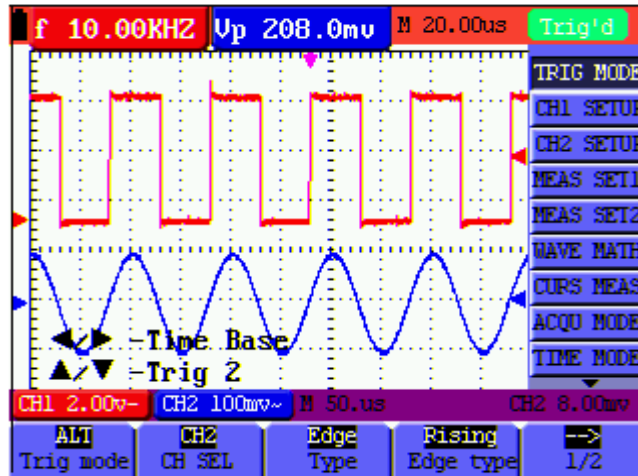 f 10.00KHZ Vp 208.0mv M 20.00us Trig'd
TRIG MODE
CH1 SETUP
CH2 SETUP
MEAS SET1
MEAS SET2
WAVE MATH
CURS MEAS
ACQU MODE
TIME MODE
◀/▶ -Time Base
▲/▼ -Trig 2
CH1 2.00v- CH2 100mv~ M 50.us CH2 8.00mv
ALT CH2 Edge Rising -->
Trig mode CH SEL Type Edge type 1/2